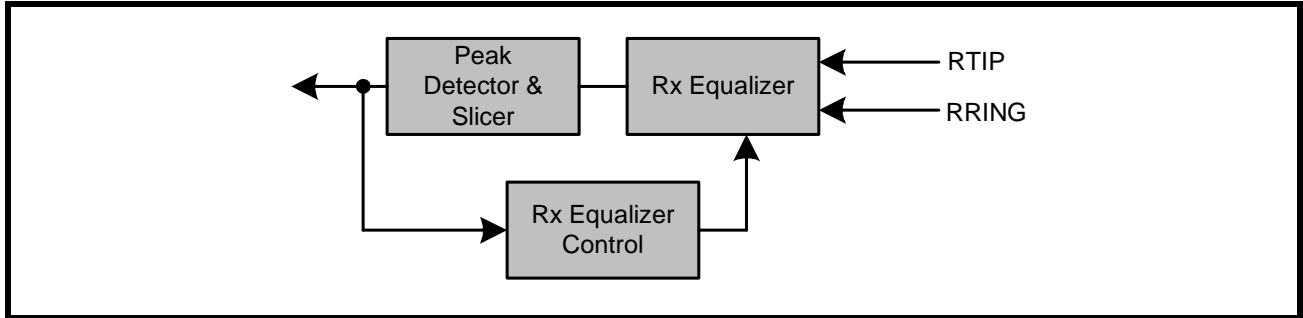 Peak
Detector &
Slicer
Rx Equalizer
RTIP
RRING
Rx Equalizer
Control